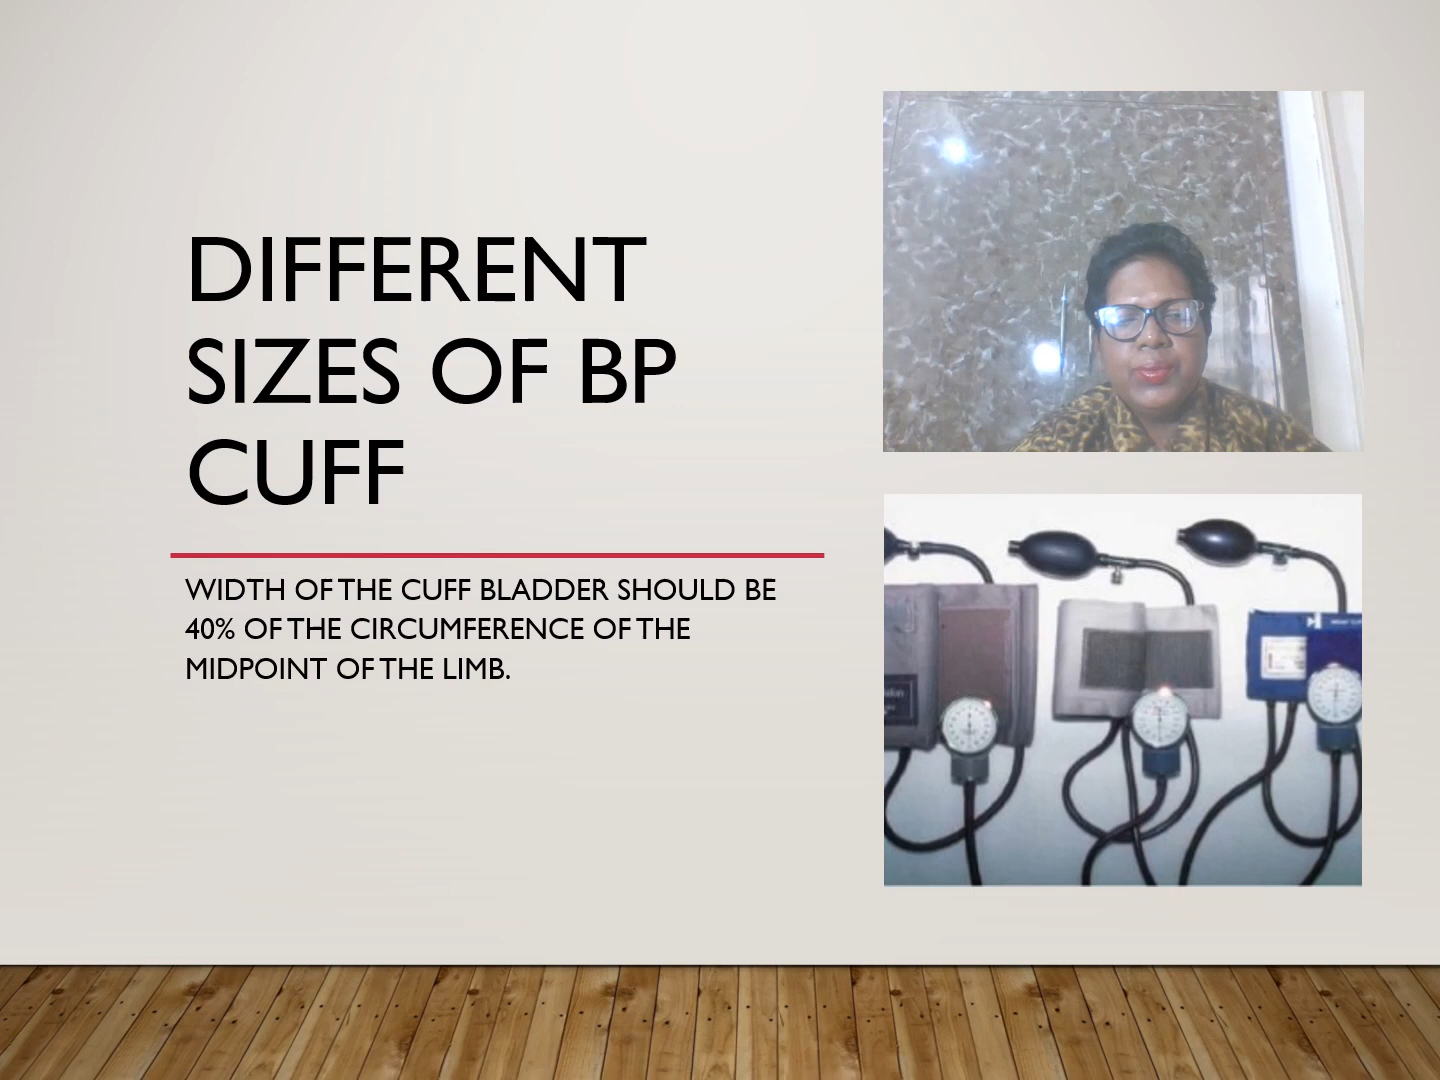 DIFFERENT
SIZES OF BP
CUFF
WIDTH OF THE CUFF BLADDER SHOULD BE
40% OF THE CIRCUMFERENCE OF THE
MIDPOINT OF THE LIMB.